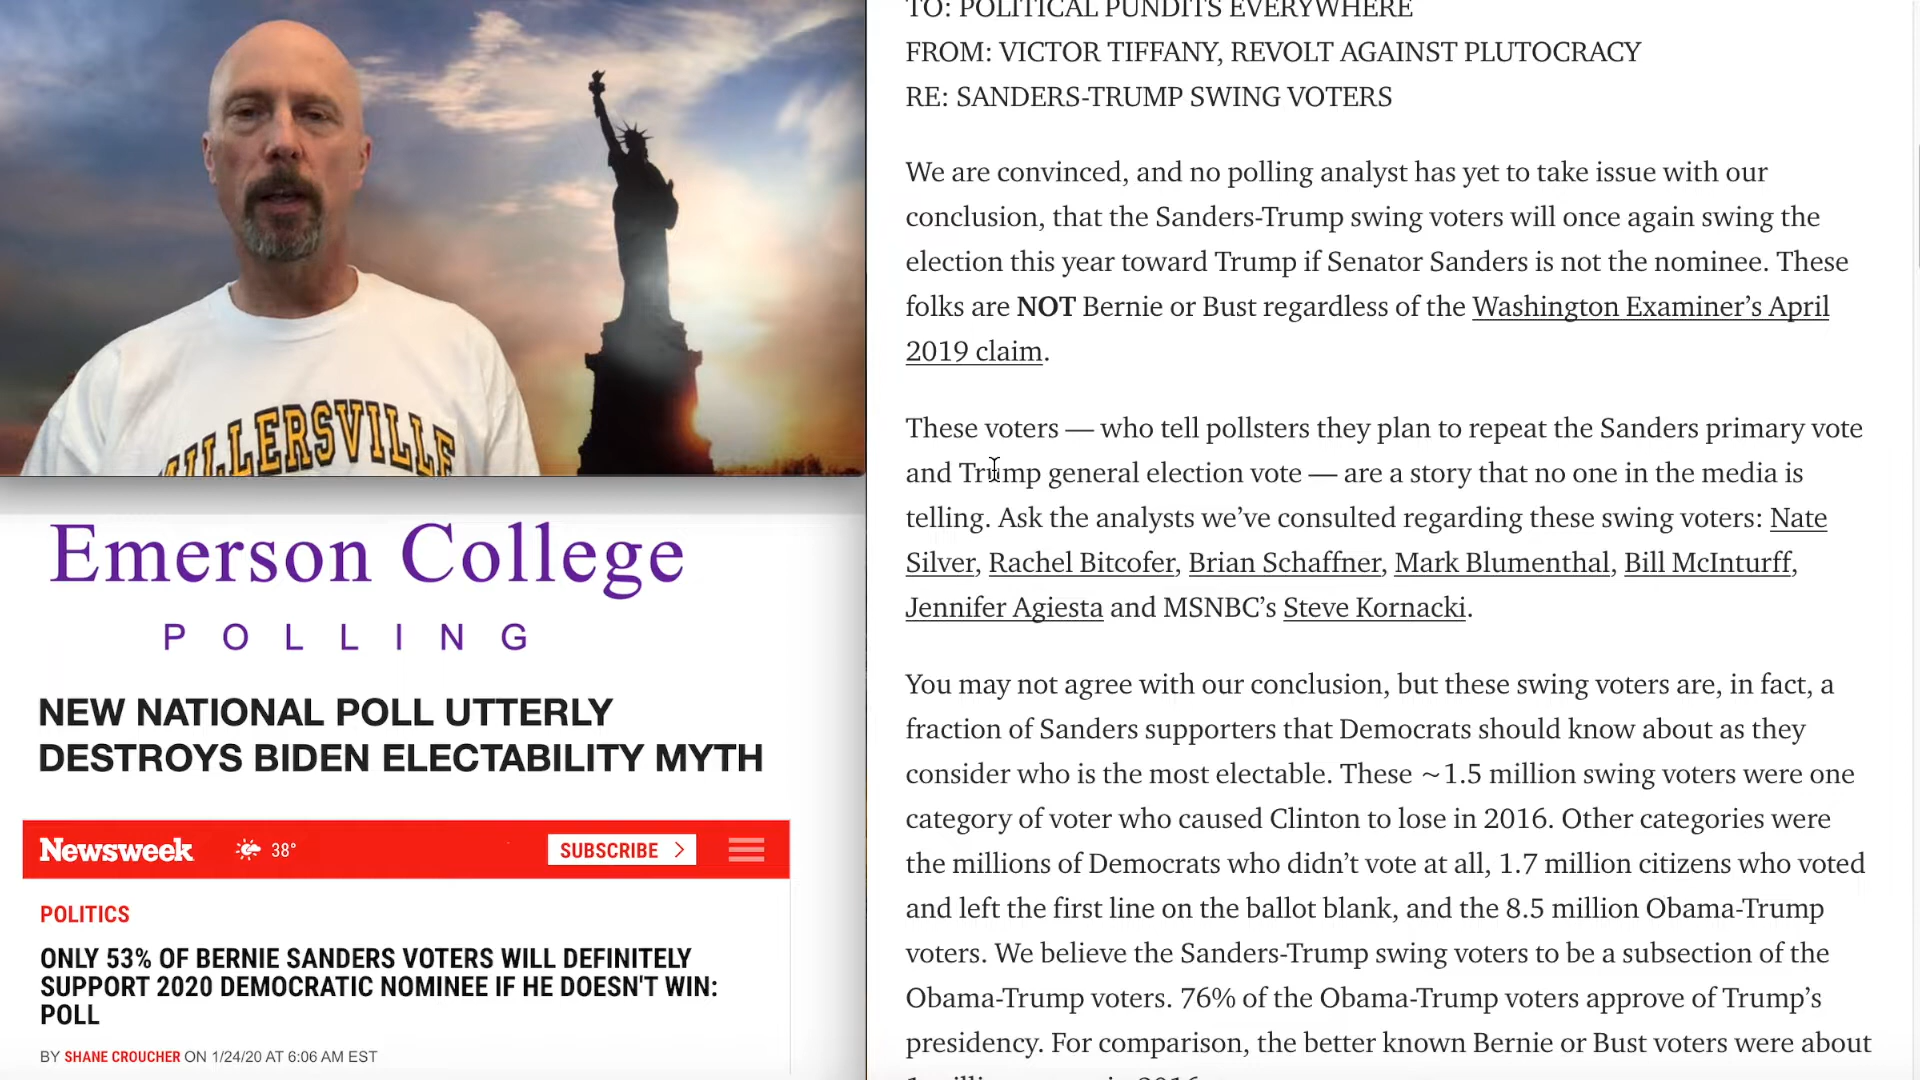 MILLERSVILLE
Emerson College
POLLING
NEW NATIONAL POLL UTTERLY
DESTROYS BIDEN ELECTABILITY MYTH
Newsweek 38° SUBSCRIBE
POLITICS
ONLY 53% OF BERNIE SANDERS VOTERS WILL DEFINITELY
SUPPORT 2020 DEMOCRATIC NOMINEE IF HE DOESN'T WIN:
POLL
BY SHANE CROUCHER ON 1/24/20 AT 6:06 AM EST
TO: POLITICAL PUNDITS EVERYWHERE
FROM: VICTOR TIFFANY, REVOLT AGAINST PLUTOCRACY
RE: SANDERS-TRUMP SWING VOTERS
We are convinced, and no polling analyst has yet to take issue with our
conclusion, that the Sanders-Trump swing voters will once again swing the
election this year toward Trump if Senator Sanders is not the nominee. These
folks are NOT Bernie or Bust regardless of the Washington Examiner’s April
2019 claim.
These voters — who tell pollsters they plan to repeat the Sanders primary vote
and Trump general election vote — are a story that no one in the media is
telling. Ask the analysts we’ve consulted regarding these swing voters: Nate
Silver, Rachel Bitcofer, Brian Schaffner, Mark Blumenthal, Bill McInturff,
Jennifer Agiesta and MSNBC’s Steve Kornacki.
You may not agree with our conclusion, but these swing voters are, in fact, a
fraction of Sanders supporters that Democrats should know about as they
consider who is the most electable. These ~1.5 million swing voters were one
category of voter who caused Clinton to lose in 2016. Other categories were
the millions of Democrats who didn’t vote at all, 1.7 million citizens who voted
and left the first line on the ballot blank, and the 8.5 million Obama-Trump
voters. We believe the Sanders-Trump swing voters to be a subsection of the
Obama-Trump voters. 76% of the Obama-Trump voters approve of Trump’s
presidency. For comparison, the better known Bernie or Bust voters were about